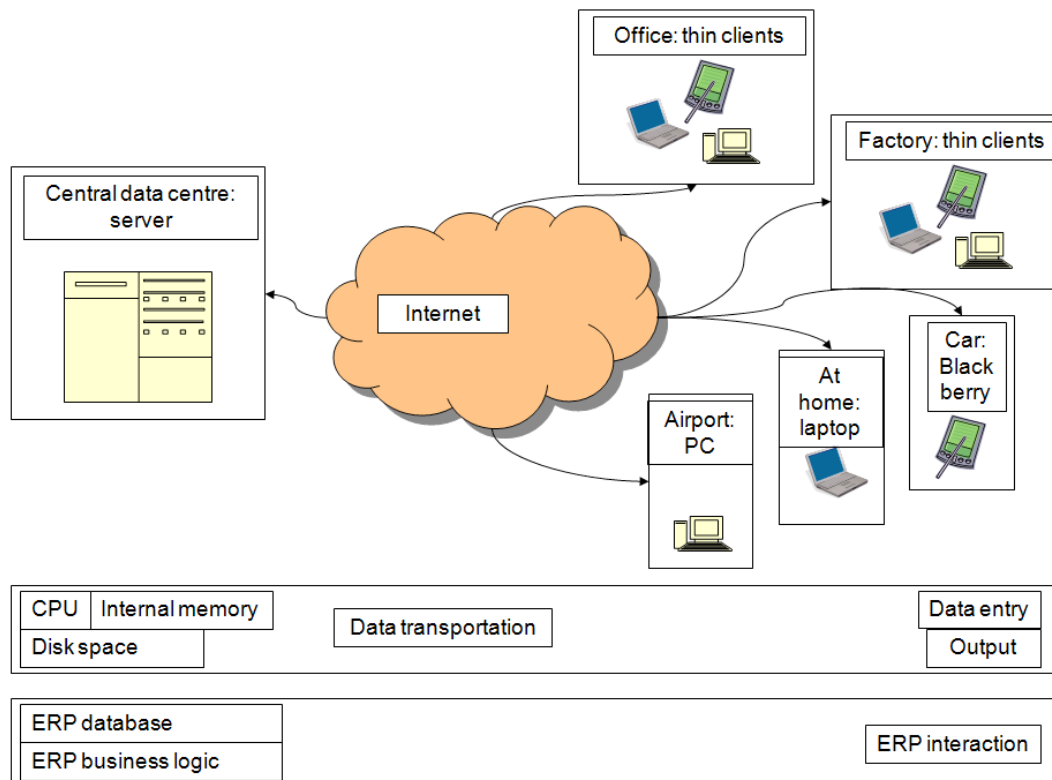 Office: thin clients
Factory: thin clients
Central data centre:
server
Internet
Car:
Black
berry
At
home:
laptop
Airport:
PC
CPU
Internal memory
Disk space
Data transportation
Data entry
Output
ERP database
ERP business logic
ERP interaction